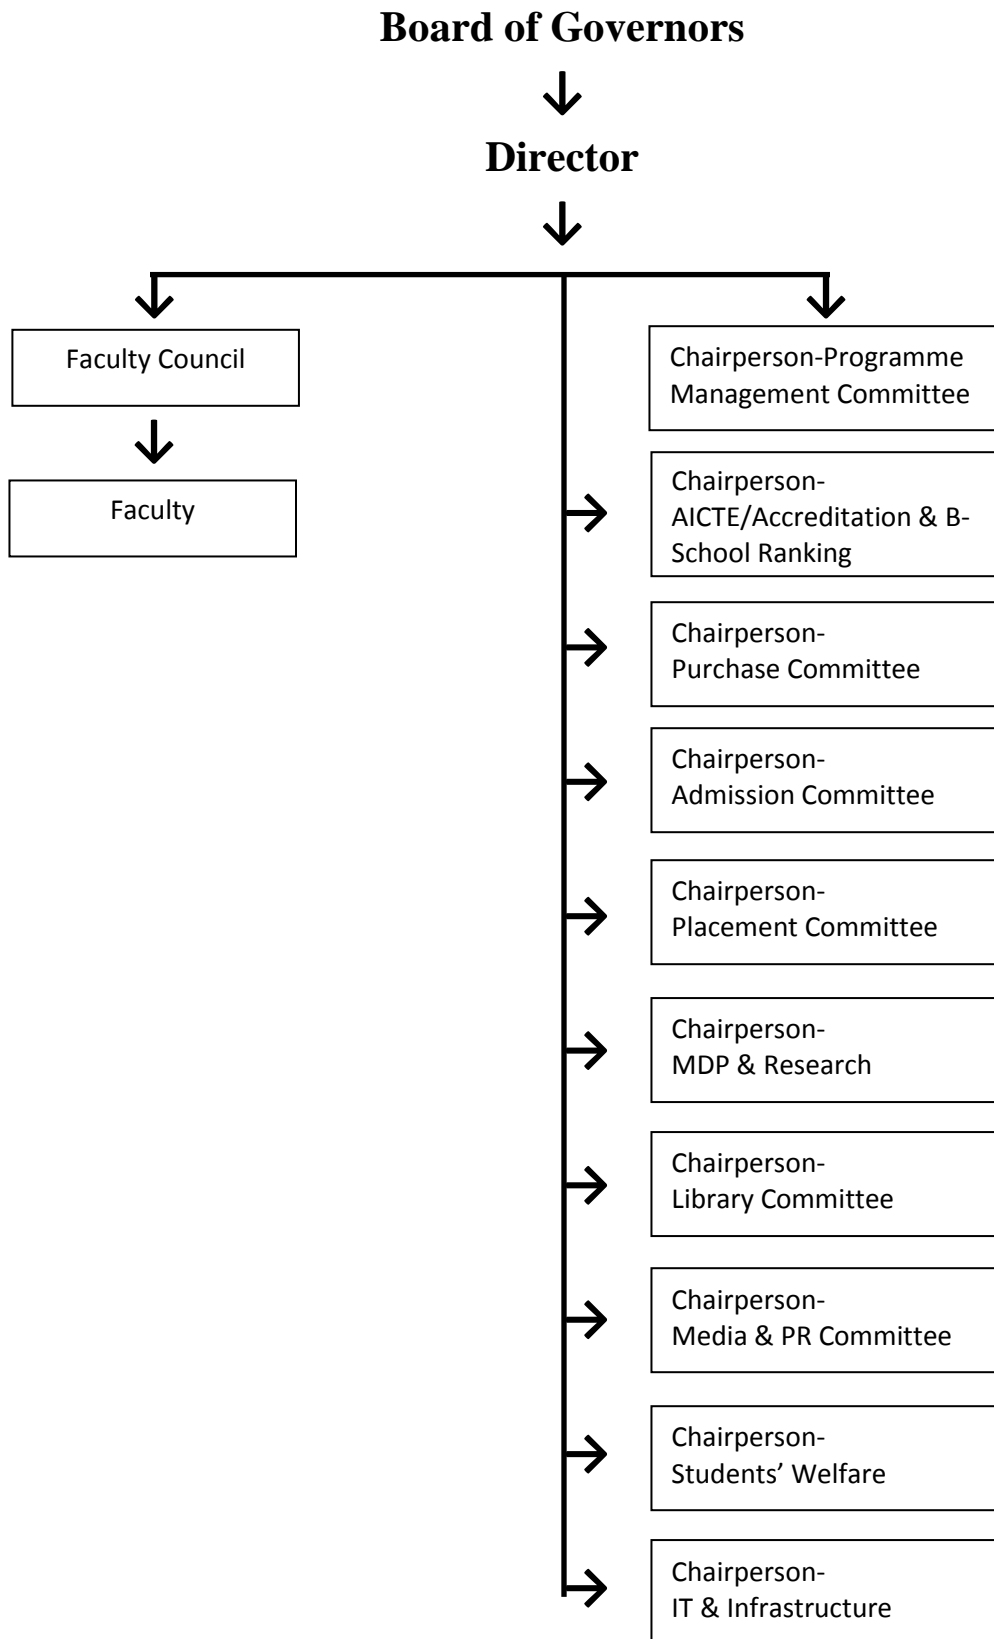 Board of Governors
Director
Faculty Council
Faculty
Chairperson-Programme
Management Committee
Chairperson-
AICTE/Accreditation & B-
School Ranking
Chairperson-
Purchase Committee
Chairperson-
Admission Committee
Chairperson-
Placement Committee
Chairperson-
MDP & Research
Chairperson-
Library Committee
Chairperson-
Media & PR Committee
Chairperson-
Students’ Welfare
Chairperson-
IT & Infrastructure